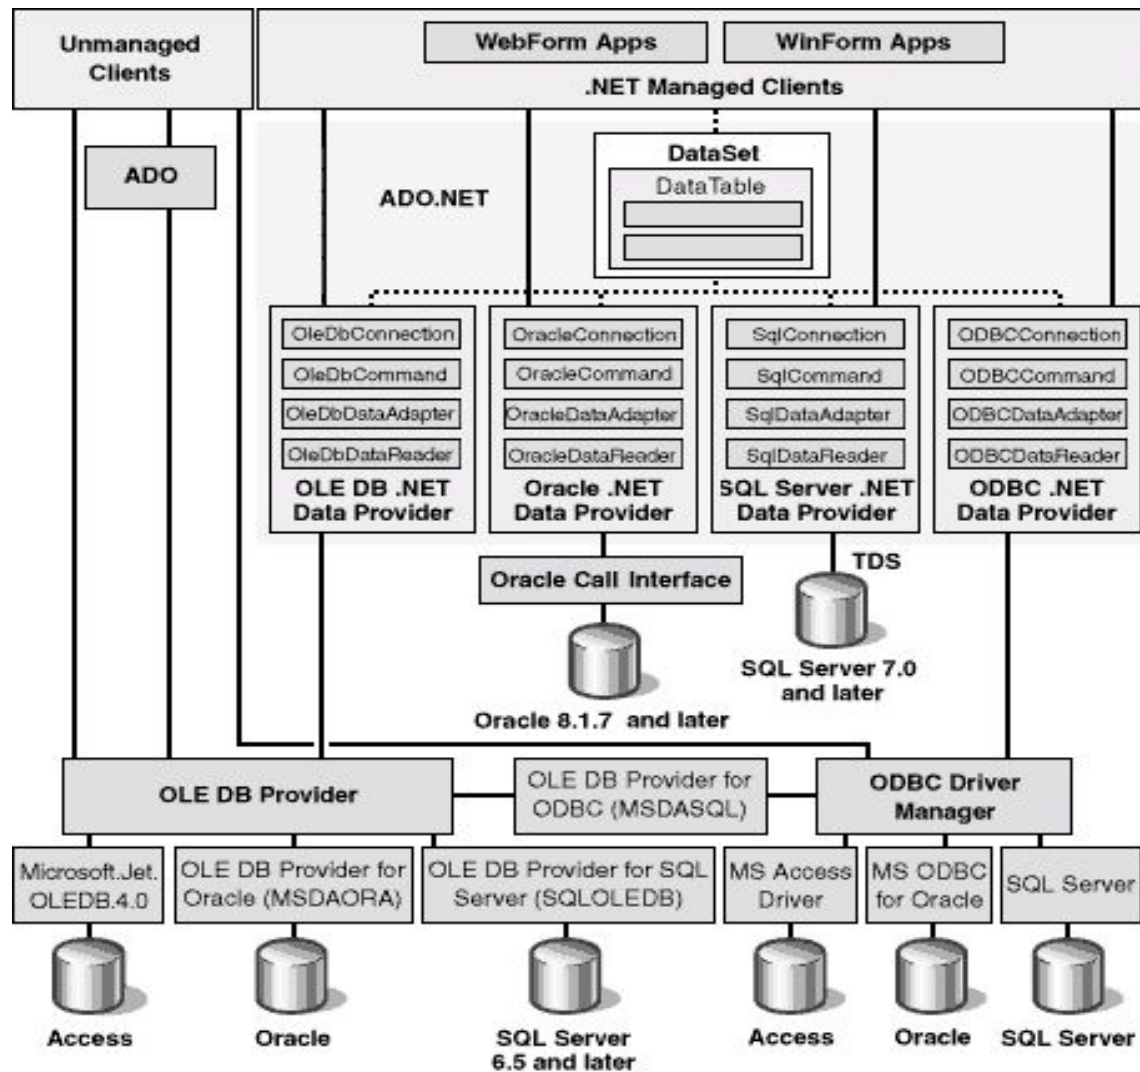 Unmanaged
Clients
WebForm Apps
WinForm Apps
.NET Managed Clients
ADO
ADO.NET
DataSet
DataTable
OleDbConnection
OleDbCommand
OleDbDataAdapter
OleDbDataReader
OLE DB .NET
Data Provider
OracleConnection
OracleCommand
OracleDataAdapter
OracleDataReader
Oracle .NET
Data Provider
SqlConnection
SqlCommand
SqlDataAdapter
SqlDataReader
SQL Server .NET
Data Provider
ODBCConnection
ODBCCommand
ODBCDataAdapter
ODBCDataReader
ODBC .NET
Data Provider
Oracle Call Interface
TDS
SQL Server 7.0
and later
Oracle 8.1.7 and later
OLE DB Provider
OLE DB Provider for
ODBC (MSDASQL)
ODBC Driver
Manager
Microsoft.Jet.
OLEDB.4.0
OLE DB Provider for
Oracle (MSDAORA)
OLE DB Provider for SQL
Server (SQLOLEDB)
MS Access
Driver
MS ODBC
for Oracle
SQL Server
Access
Oracle
SQL Server
6.5 and later
Access
Oracle
SQL Server